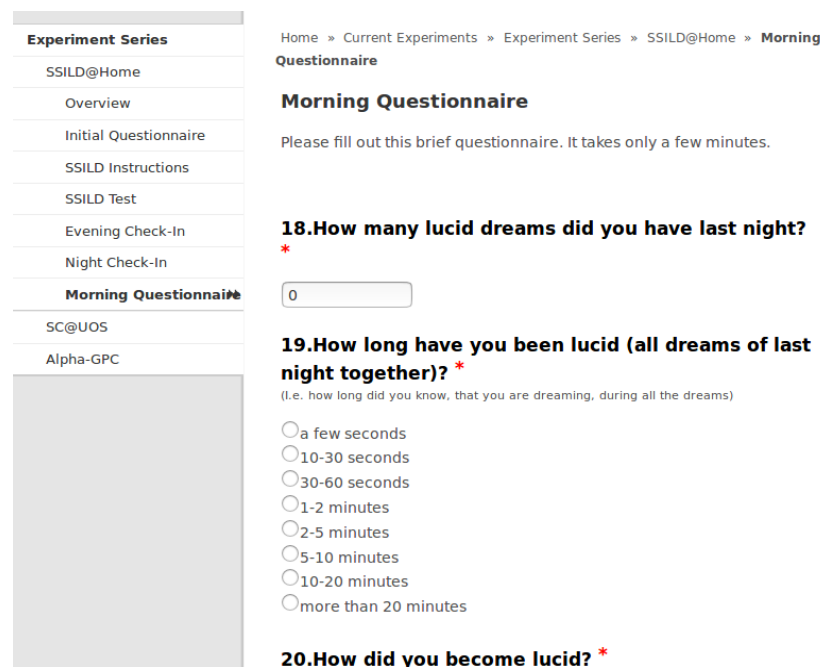 Experiment Series
SSILD@Home
Overview
Initial Questionnaire
SSILD Instructions
SSILD Test
Evening Check-In
Night Check-In
Morning Questionnaire
SC@UOS
Alpha-GPC
Home » Current Experiments » Experiment Series » SSILD@Home » Morning
Questionnaire
Morning Questionnaire
Please fill out this brief questionnaire. It takes only a few minutes.
18.How many lucid dreams did you have last night?
*
0
19.How long have you been lucid (all dreams of last
night together)? *
(I.e. how long did you know, that you are dreaming, during all the dreams)
a few seconds
10-30 seconds
30-60 seconds
1-2 minutes
2-5 minutes
5-10 minutes
10-20 minutes
more than 20 minutes
20.How did you become lucid? *